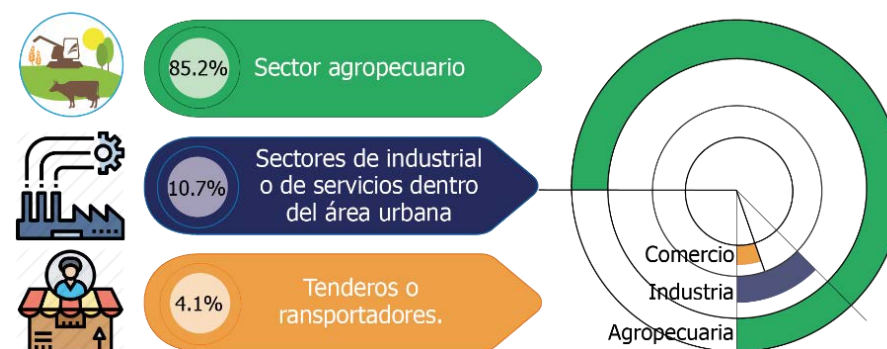 85.2%
Sector agropecuario
10.7%
Sectores de industrial
o de servicios dentro
del área urbana
4.1%
Tenderos o
ransportadores.
Comercio
Industria
Agropecuaria